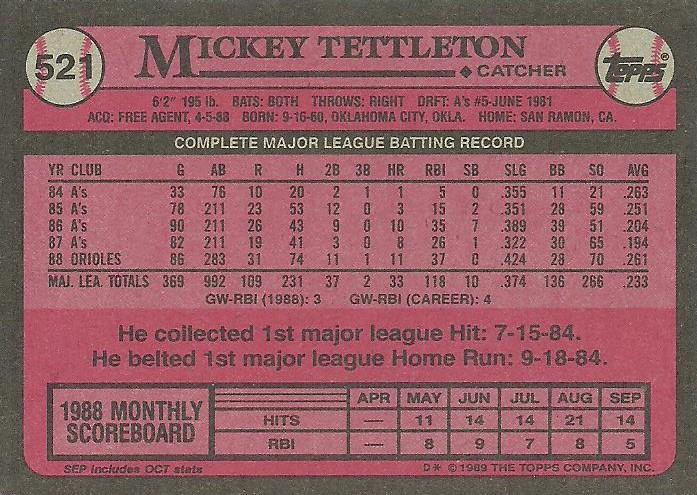 521 MICKEY TETTLETON Topps®
◆ CATCHER
6'2" 195 lb. BATS: BOTH THROWS: RIGHT DRFT: A's #5-JUNE 1981
ACQ: FREE AGENT, 4-5-88 BORN: 9-16-60, OKLAHOMA CITY, OKLA. HOME: SAN RAMON, CA.
COMPLETE MAJOR LEAGUE BATTING RECORD
YR CLUB G AB R H 2B 3B HR RBI SB SLG BB SO AVG
84 A's 33 76 10 20 2 1 1 5 0 .355 11 21 .263
85 A's 78 211 23 53 12 0 3 15 2 .351 28 59 .251
86 A's 90 211 26 43 9 0 10 35 7 .389 39 51 .204
87 A's 82 211 19 41 3 0 8 26 1 .322 30 65 .194
88 ORIOLES 86 283 31 74 11 1 11 37 0 .424 28 70 .261
MAJ. LEA. TOTALS 369 992 109 231 37 2 33 118 10 .374 136 266 .233
GW-RBI (1988): 3 GW-RBI (CAREER): 4
He collected 1st major league Hit: 7-15-84.
He belted 1st major league Home Run: 9-18-84.
1988 MONTHLY SCOREBOARD
APR MAY JUN JUL AUG SEP
HITS — 11 14 14 21 14
RBI — 8 9 7 8 5
SEP includes OCT stats D* © 1989 THE TOPPS COMPANY, INC.